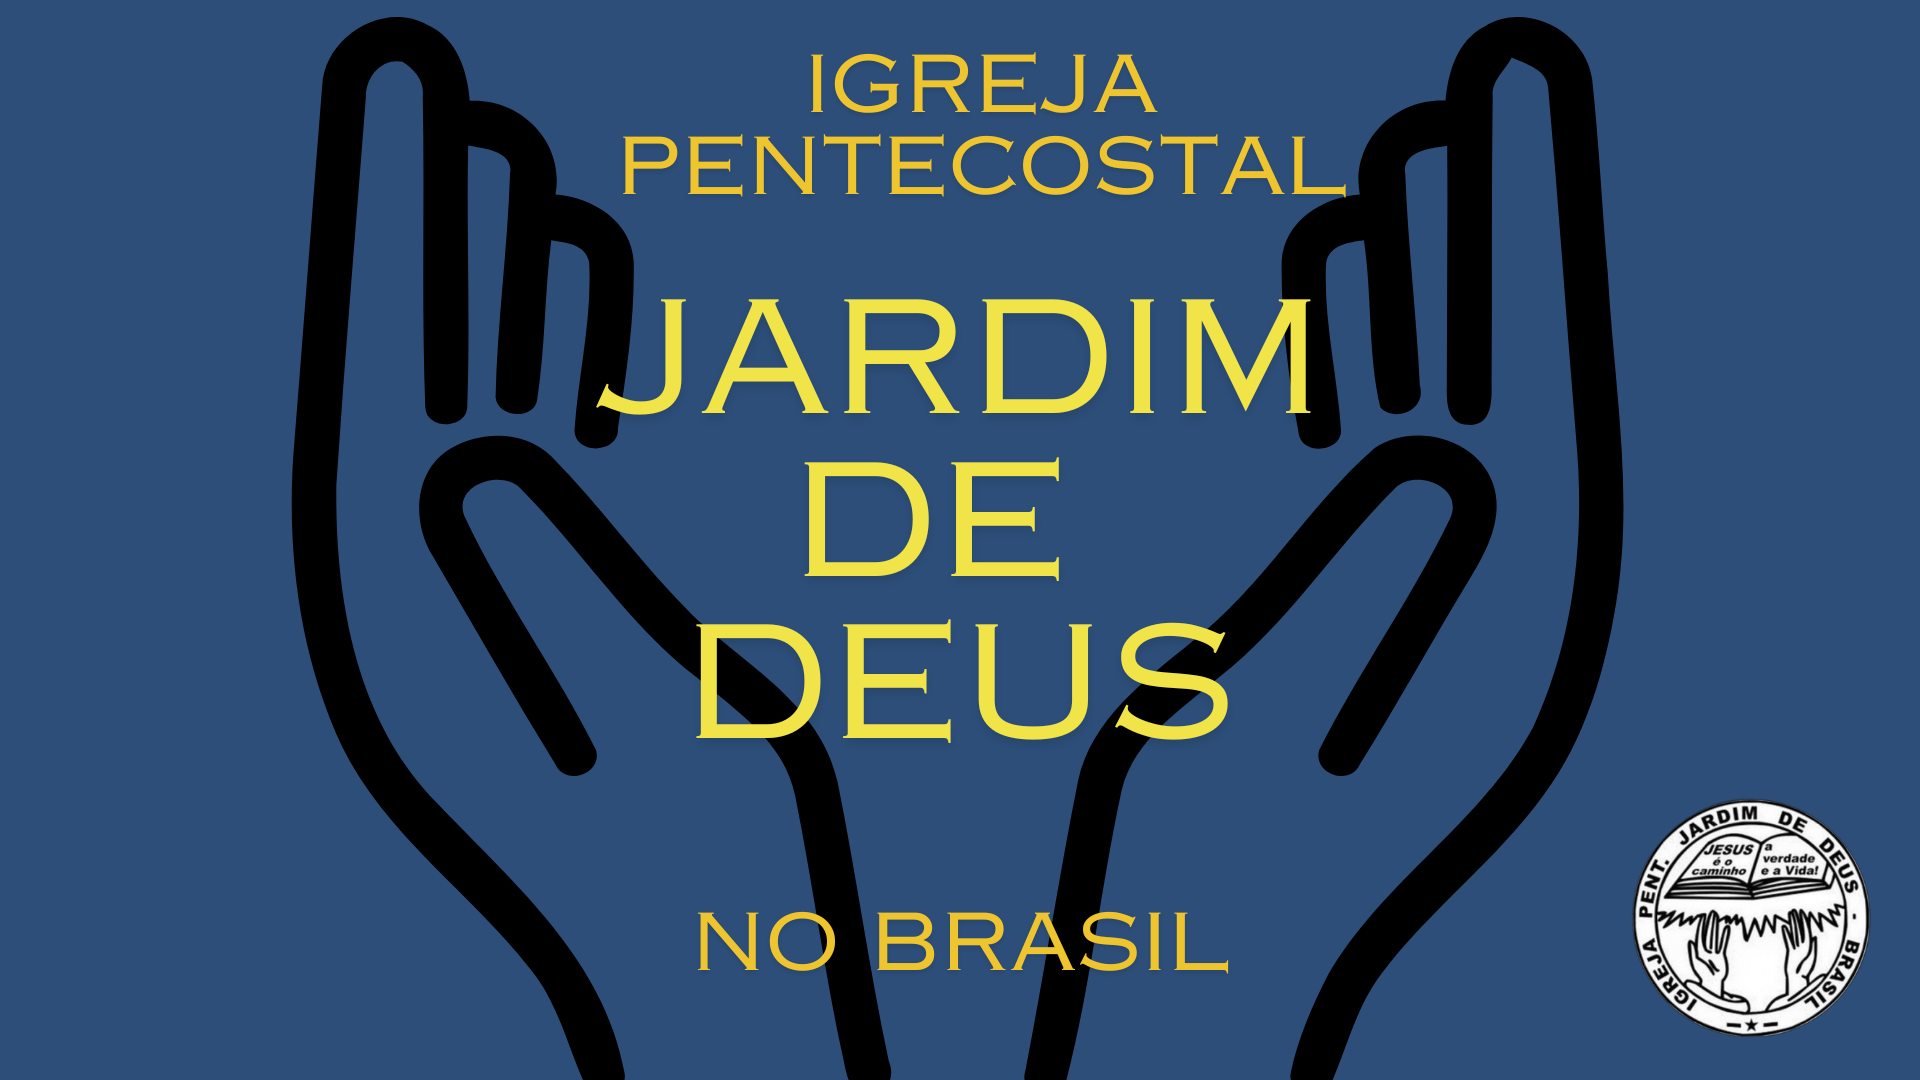 IGREJA
PENTECOSTAL
JARDIM
DE
DEUS
NO BRASIL
IGREJA PENT. JARDIM DE DEUS - BRASIL
JESUS
é o
caminho
a
verdade
e a Vida!